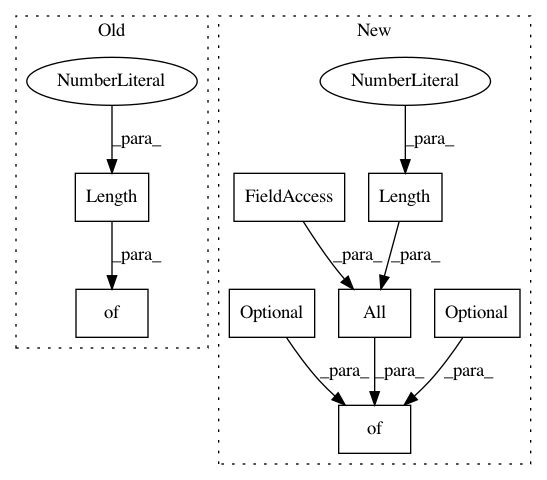 Old
New
NumberLiteral
NumberLiteral
_para_
_para_
Length
FieldAccess
Length
_para_
_para_
_para_
of
Optional
All
Optional
_para_
_para_
_para_
of